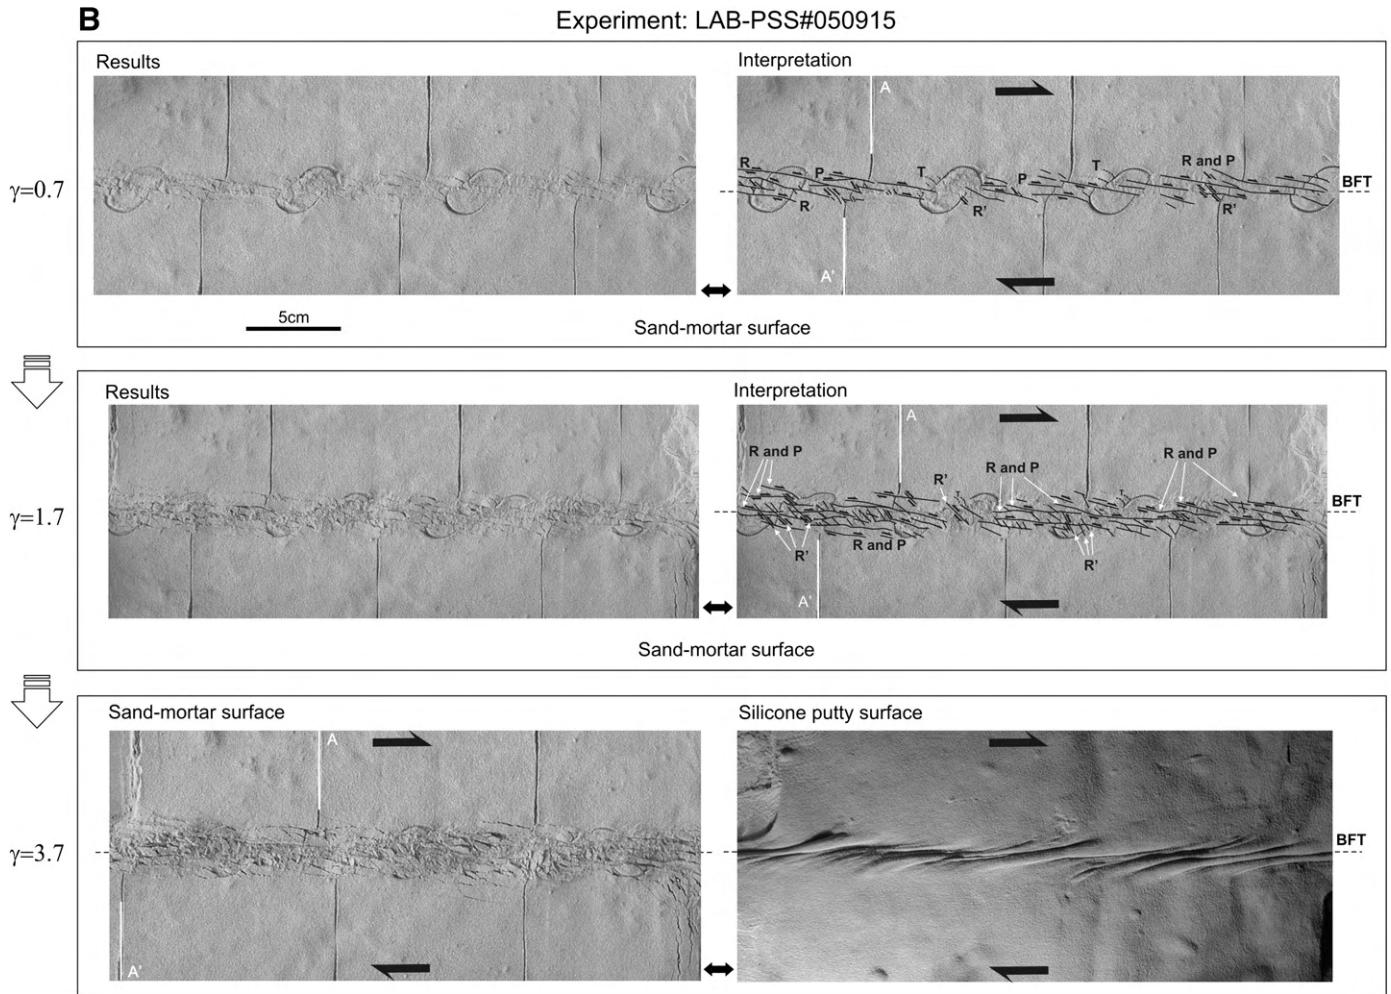 B
Experiment: LAB-PSS#050915
Results
Interpretation
A
R
P
T
P
T
R and P
BFT
γ=0.7
R
R'
R'
A'
5cm
Sand-mortar surface
Results
Interpretation
A
R and P
R'
R and P
R and P
T
BFT
γ=1.7
R'
R and P
R'
A'
Sand-mortar surface
Sand-mortar surface
Silicone putty surface
A
BFT
γ=3.7
A'